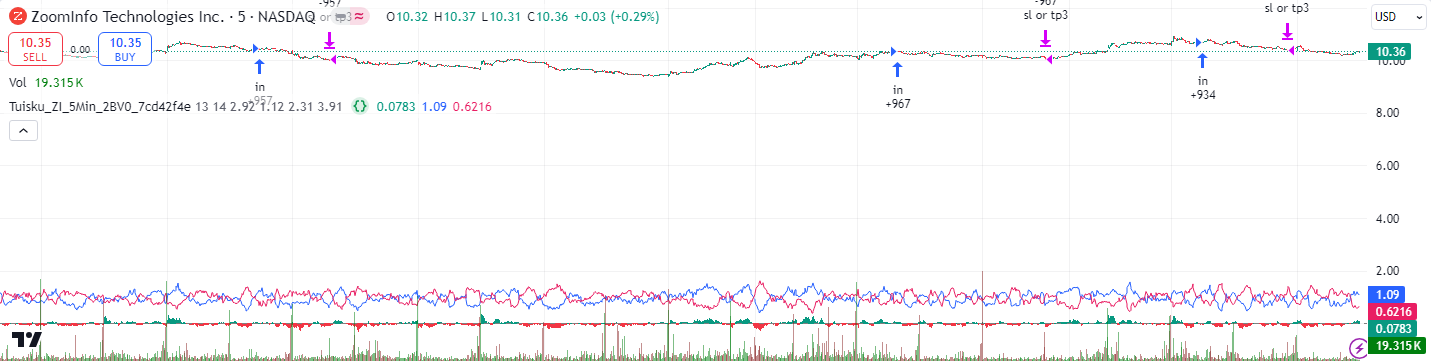 -957
-967
sl or tp3
Z ZoomInfo Technologies Inc. · 5 · NASDAQ
sl or tp3
O10.32 H10.37 L10.31 C10.36 +0.03 (+0.29%)
sl or tp3
USD
10.35
SELL
0.00
10.35
BUY
10.36
10.00
Vol 19.315K
in
+957
in
+967
in
+934
Tuisku_ZI_5Min_2BV0_7cd42f4e 13 14 2.92 1.12 2.31 3.91 {} 0.0783 1.09 0.6216
8.00
6.00
4.00
2.00
1.09
0.6216
0.0783
19.315K